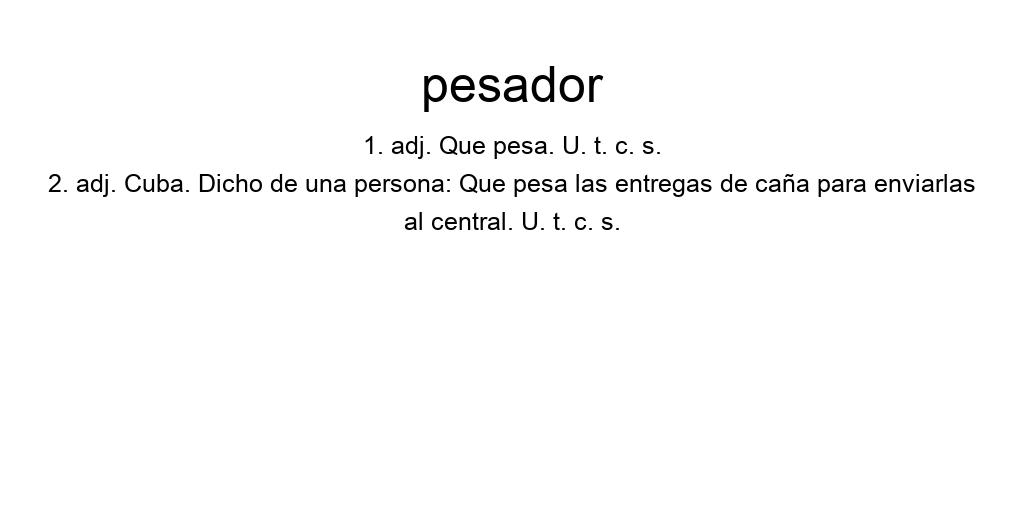 pesador
1. adj. Que pesa. U. t. c. s.
2. adj. Cuba. Dicho de una persona: Que pesa las entregas de caña para enviarlas
al central. U. t. c. s.